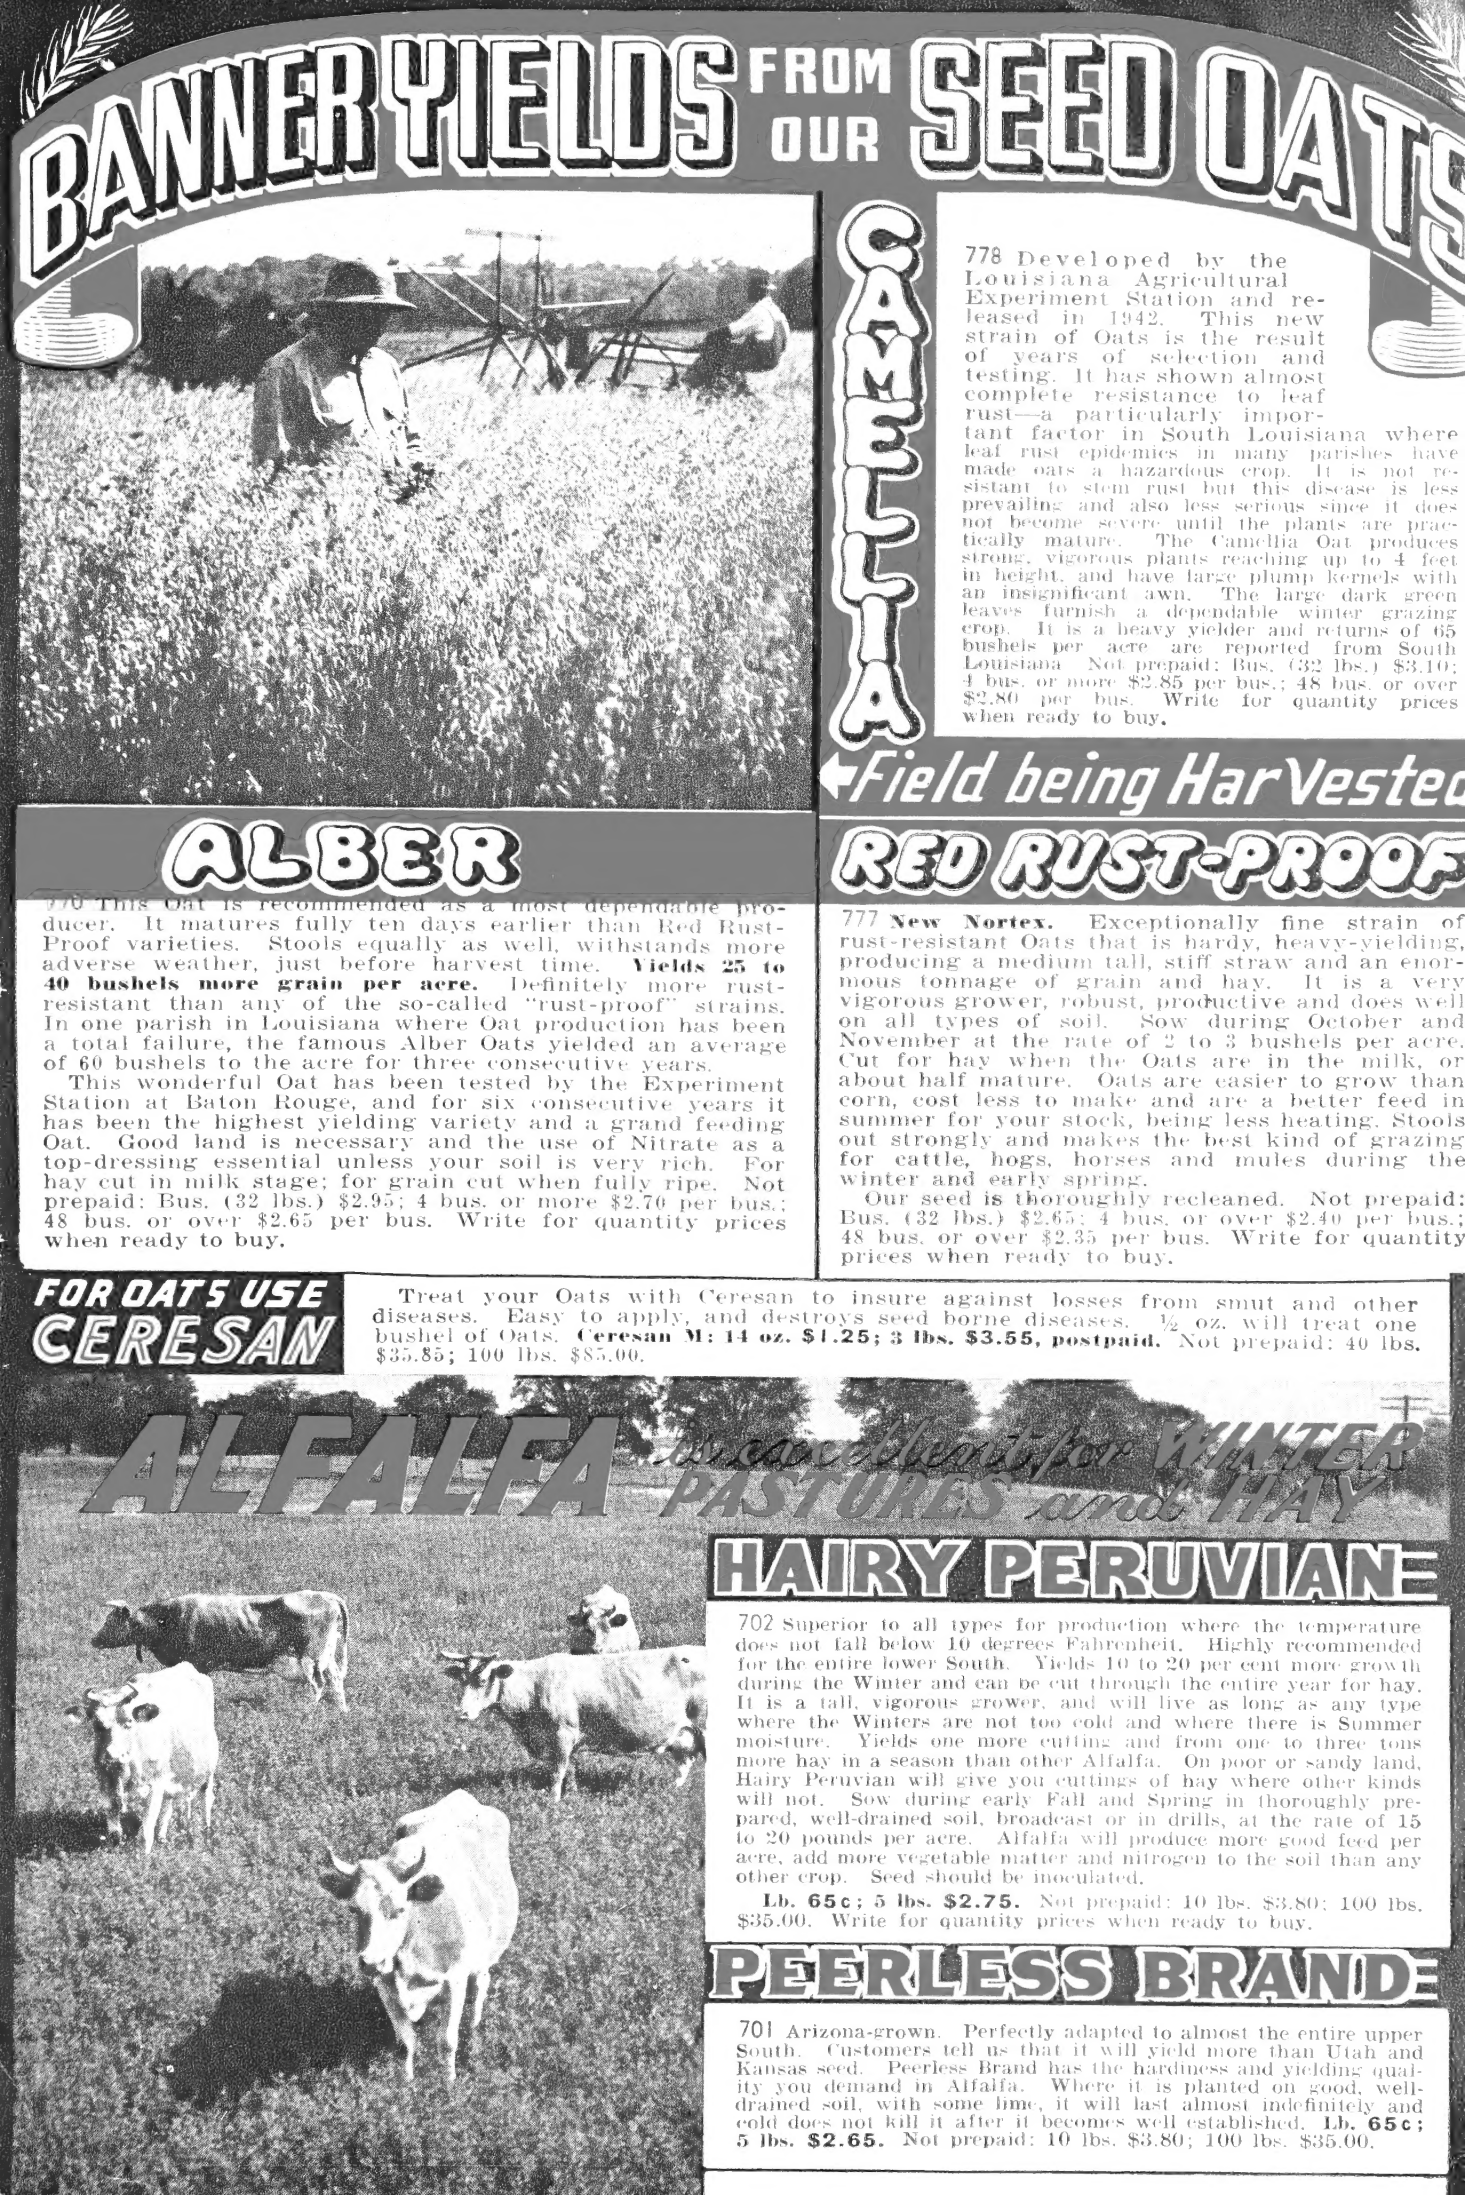 BANNER YIELDS FROM OUR SEED OATS
CAMELLIA
778 Developed by the
Louisiana Agricultural
Experiment Station and re-
leased in 1942. This new
strain of Oats is the result
of years of selection and
testing. It has shown almost
complete resistance to leaf
rust—a particularly impor-
tant factor in South Louisiana where
leaf rust epidemics in many parishes have
made oats a hazardous crop. It is not re-
sistant to stem rust but this disease is less
prevailing and also less serious since it does
not become severe until the plants are prac-
tically mature. The Camellia Oat produces
strong, vigorous plants reaching up to 4 feet
in height, and have large plump kernels with
an insignificant awn. The large dark green
leaves furnish a dependable winter grazing
crop. It is a heavy yielder and returns of 65
bushels per acre are reported from South
Louisiana Not prepaid: Bus. (32 lbs.) $3.10;
4 bus. or more $2.85 per bus.; 48 bus. or over
$2.80 per bus. Write for quantity prices
when ready to buy.
Field being HarVested
ALBER
770 This Oat is recommended as a most dependable pro-
ducer. It matures fully ten days earlier than Red Rust-
Proof varieties. Stools equally as well, withstands more
adverse weather, just before harvest time. Yields 25 to
40 bushels more grain per acre. Definitely more rust-
resistant than any of the so-called "rust-proof" strains.
In one parish in Louisiana where Oat production has been
a total failure, the famous Alber Oats yielded an average
of 60 bushels to the acre for three consecutive years.
This wonderful Oat has been tested by the Experiment
Station at Baton Rouge, and for six consecutive years it
has been the highest yielding variety and a grand feeding
Oat. Good land is necessary and the use of Nitrate as a
top-dressing essential unless your soil is very rich. For
hay cut in milk stage; for grain cut when fully ripe. Not
prepaid: Bus. (32 lbs.) $2.95; 4 bus. or more $2.70 per bus.;
48 bus. or over $2.65 per bus. Write for quantity prices
when ready to buy.
RED RUST-PROOF
777 New Nortex. Exceptionally fine strain of
rust-resistant Oats that is hardy, heavy-yielding,
producing a medium tall, stiff straw and an enor-
mous tonnage of grain and hay. It is a very
vigorous grower, robust, productive and does well
on all types of soil. Sow during October and
November at the rate of 2 to 3 bushels per acre.
Cut for hay when the Oats are in the milk, or
about half mature. Oats are easier to grow than
corn, cost less to make and are a better feed in
summer for your stock, being less heating. Stools
out strongly and makes the best kind of grazing
for cattle, hogs, horses and mules during the
winter and early spring.
Our seed is thoroughly recleaned. Not prepaid:
Bus. (32 lbs.) $2.65; 4 bus. or over $2.40 per bus.;
48 bus. or over $2.35 per bus. Write for quantity
prices when ready to buy.
FOR OATS USE
CERESAN
Treat your Oats with Ceresan to insure against losses from smut and other
diseases. Easy to apply, and destroys seed borne diseases. ½ oz. will treat one
bushel of Oats. Ceresan M: 14 oz. $1.25; 3 lbs. $3.55, postpaid. Not prepaid: 40 lbs.
$35.85; 100 lbs. $85.00.
ALFALFA is excellent for WINTER
PASTURES and HAY
HAIRY PERUVIAN
702 Superior to all types for production where the temperature
does not fall below 10 degrees Fahrenheit. Highly recommended
for the entire lower South. Yields 10 to 20 per cent more growth
during the Winter and can be cut through the entire year for hay.
It is a tall, vigorous grower, and will live as long as any type
where the Winters are not too cold and where there is Summer
moisture. Yields one more cutting and from one to three tons
more hay in a season than other Alfalfa. On poor or sandy land,
Hairy Peruvian will give you cuttings of hay where other kinds
will not. Sow during early Fall and Spring in thoroughly pre-
pared, well-drained soil, broadcast or in drills, at the rate of 15
to 20 pounds per acre. Alfalfa will produce more good feed per
acre, add more vegetable matter and nitrogen to the soil than any
other crop. Seed should be inoculated.
Lb. 65c; 5 lbs. $2.75. Not prepaid: 10 lbs. $3.80; 100 lbs.
$35.00. Write for quantity prices when ready to buy.
PEERLESS BRAND
701 Arizona-grown. Perfectly adapted to almost the entire upper
South. Customers tell us that it will yield more than Utah and
Kansas seed. Peerless Brand has the hardiness and yielding qual-
ity you demand in Alfalfa. Where it is planted on good, well-
drained soil, with some lime, it will last almost indefinitely and
cold does not kill it after it becomes well established. Lb. 65c;
5 lbs. $2.65. Not prepaid: 10 lbs. $3.80; 100 lbs. $35.00.